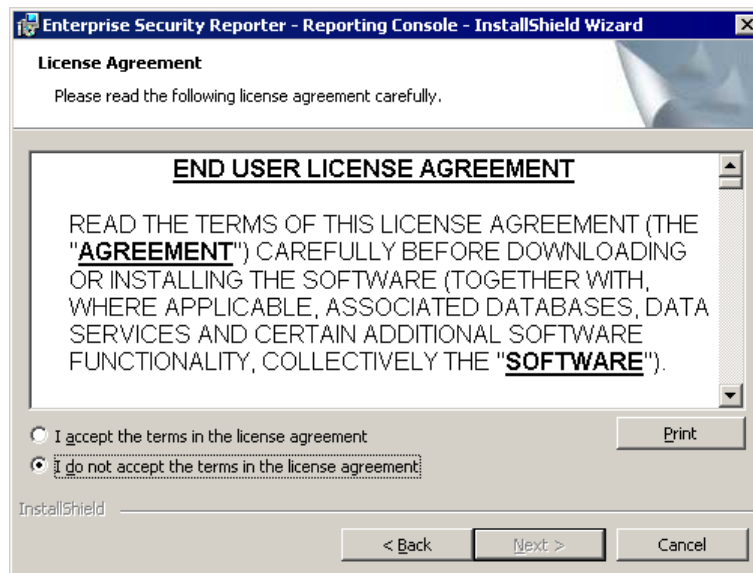 Enterprise Security Reporter - Reporting Console - InstallShield Wizard
License Agreement
Please read the following license agreement carefully.
END USER LICENSE AGREEMENT
READ THE TERMS OF THIS LICENSE AGREEMENT (THE
"AGREEMENT") CAREFULLY BEFORE DOWNLOADING
OR INSTALLING THE SOFTWARE (TOGETHER WITH,
WHERE APPLICABLE, ASSOCIATED DATABASES, DATA
SERVICES AND CERTAIN ADDITIONAL SOFTWARE
FUNCTIONALITY, COLLECTIVELY THE "SOFTWARE").
I accept the terms in the license agreement
Print
I do not accept the terms in the license agreement
InstallShield
< Back
Next >
Cancel